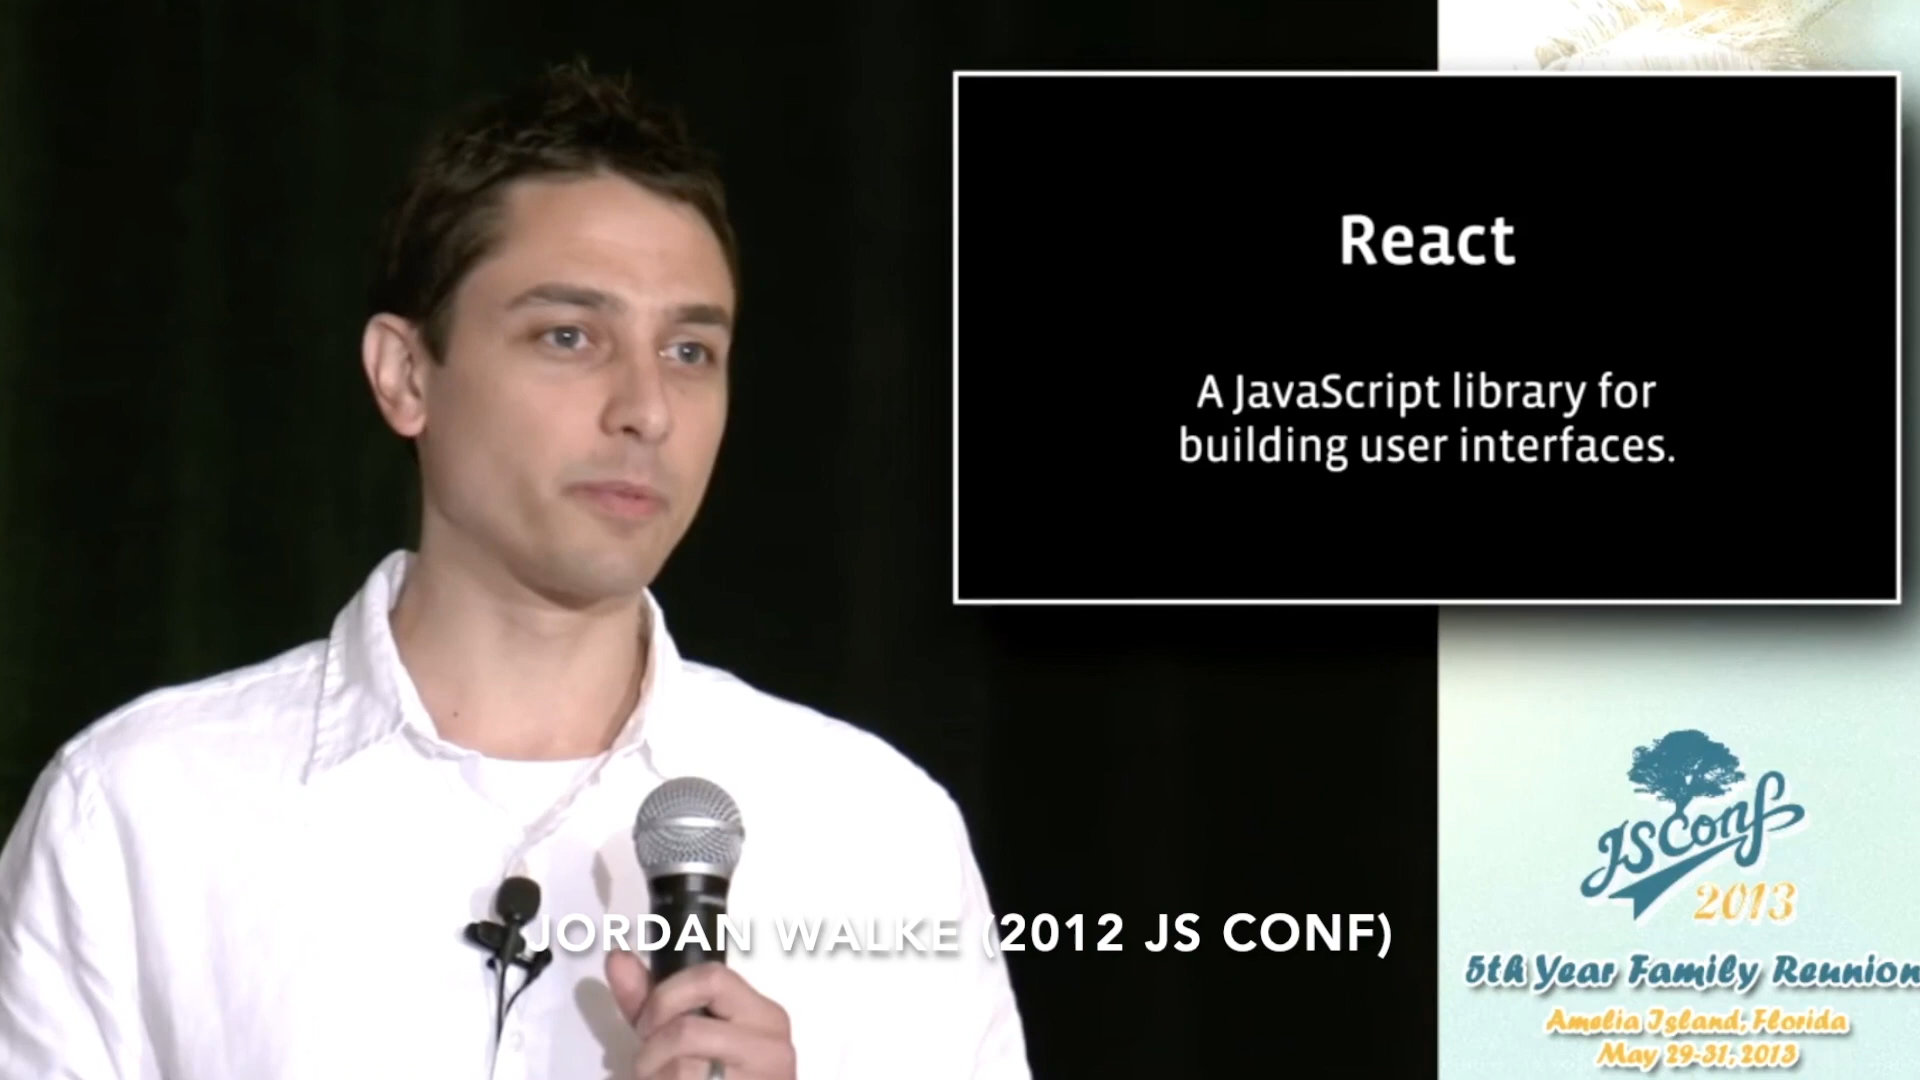 React
A JavaScript library for
building user interfaces.
JSConf
2013
JORDAN WALKE (2012 JS CONF)
5th Year Family Reunion
Amelia Island, Florida
May 29-31, 2013